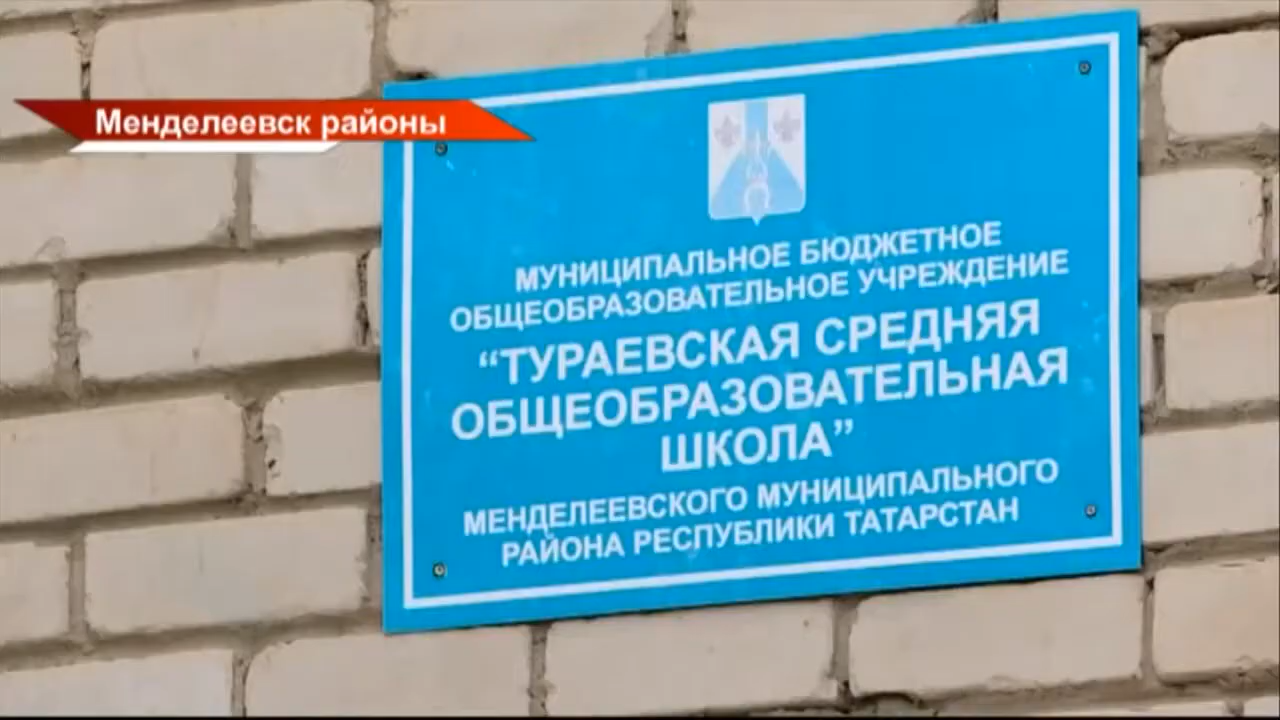 Менделеевск районы
МУНИЦИПАЛЬНОЕ БЮДЖЕТНОЕ
ОБЩЕОБРАЗОВАТЕЛЬНОЕ УЧРЕЖДЕНИЕ
“ТУРАЕВСКАЯ СРЕДНЯЯ
ОБЩЕОБРАЗОВАТЕЛЬНАЯ
ШКОЛА”
МЕНДЕЛЕЕВСКОГО МУНИЦИПАЛЬНОГО
РАЙОНА РЕСПУБЛИКИ ТАТАРСТАН